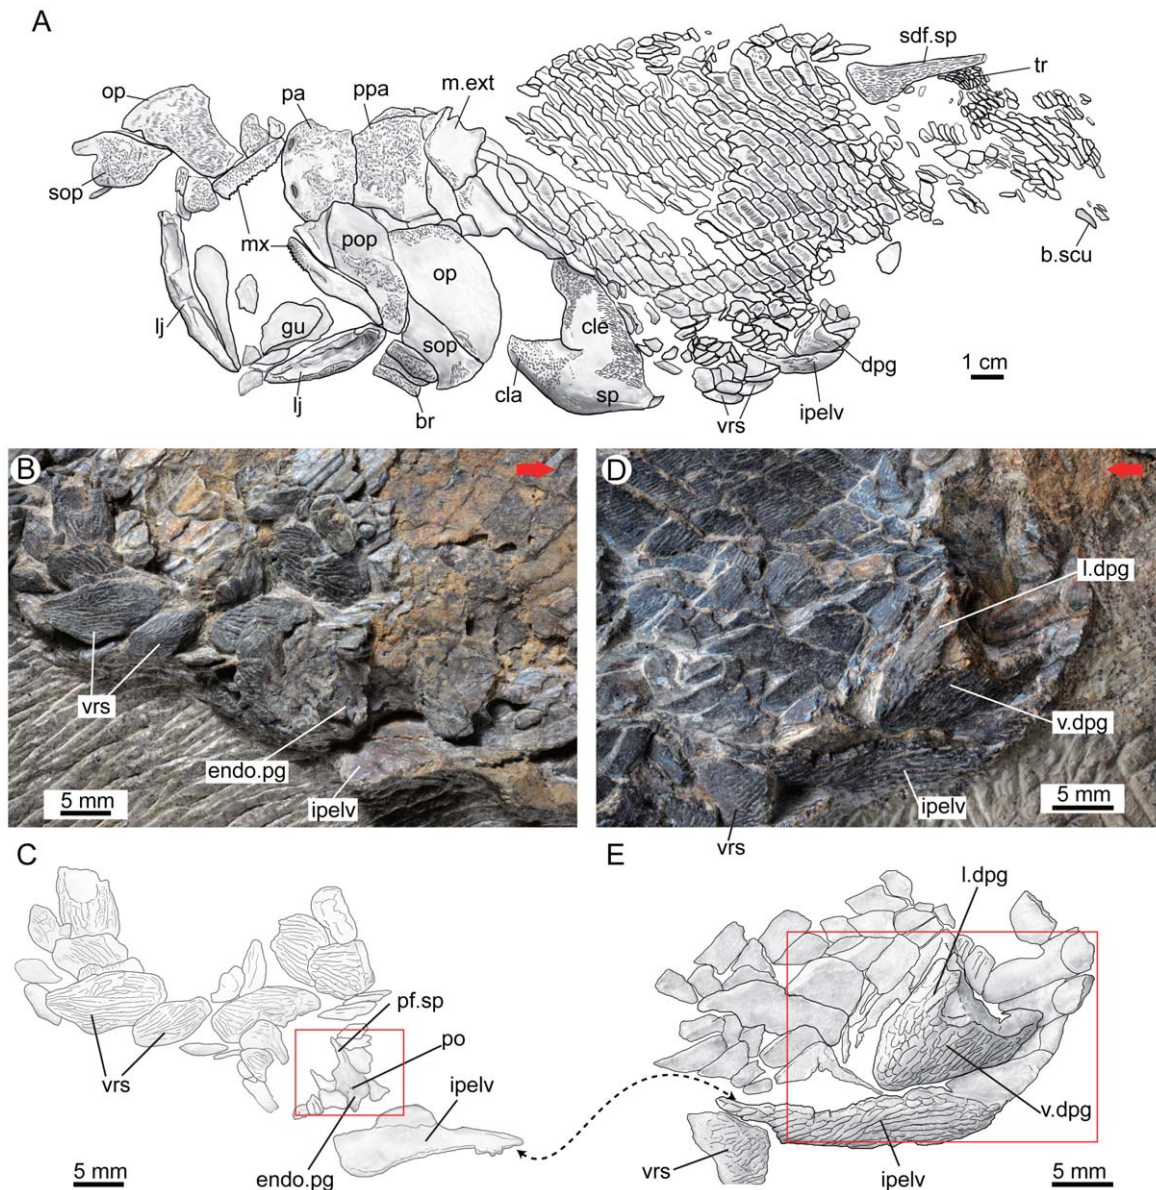 A
op
sop
pa
ppa
m.ext
sdf.sp
tr
mx
pop
op
lj
gu
lj
sop
br
cla
cle
sp
vrs
ipelv
dpg
b.scu
1 cm
B
vrs
endo.pg
ipelv
5 mm
D
l.dpg
v.dpg
ipelv
vrs
5 mm
C
vrs
pf.sp
po
ipelv
endo.pg
5 mm
E
l.dpg
v.dpg
ipelv
vrs
5 mm